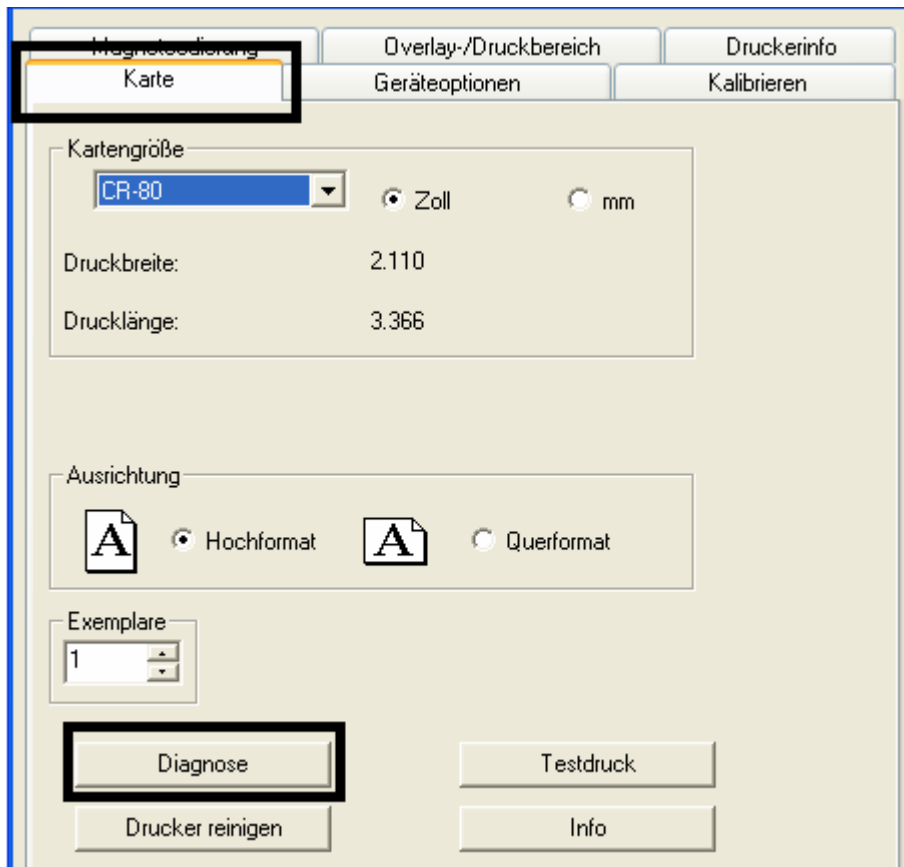 Magnetcodierung Overlay-/Druckbereich Druckerinfo
Karte Geräteoptionen Kalibrieren
Kartengröße
CR-80 Zoll mm
Druckbreite: 2.110
Drucklänge: 3.366
Ausrichtung
A Hochformat A Querformat
Exemplare
1
Diagnose Testdruck
Drucker reinigen Info